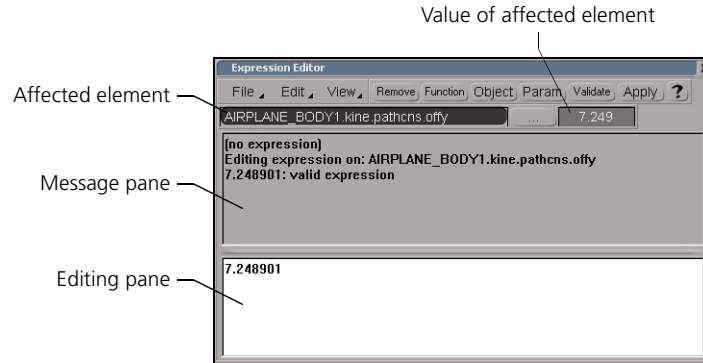 Value of affected element
Expression Editor
File Edit View Remove Function Object Param Validate Apply ?
Affected element
AIRPLANE_BODY1.kine.pathcns.offy ... 7.249
(no expression)
Editing expression on: AIRPLANE_BODY1.kine.pathcns.offy
7.248901: valid expression
Message pane
7.248901
Editing pane